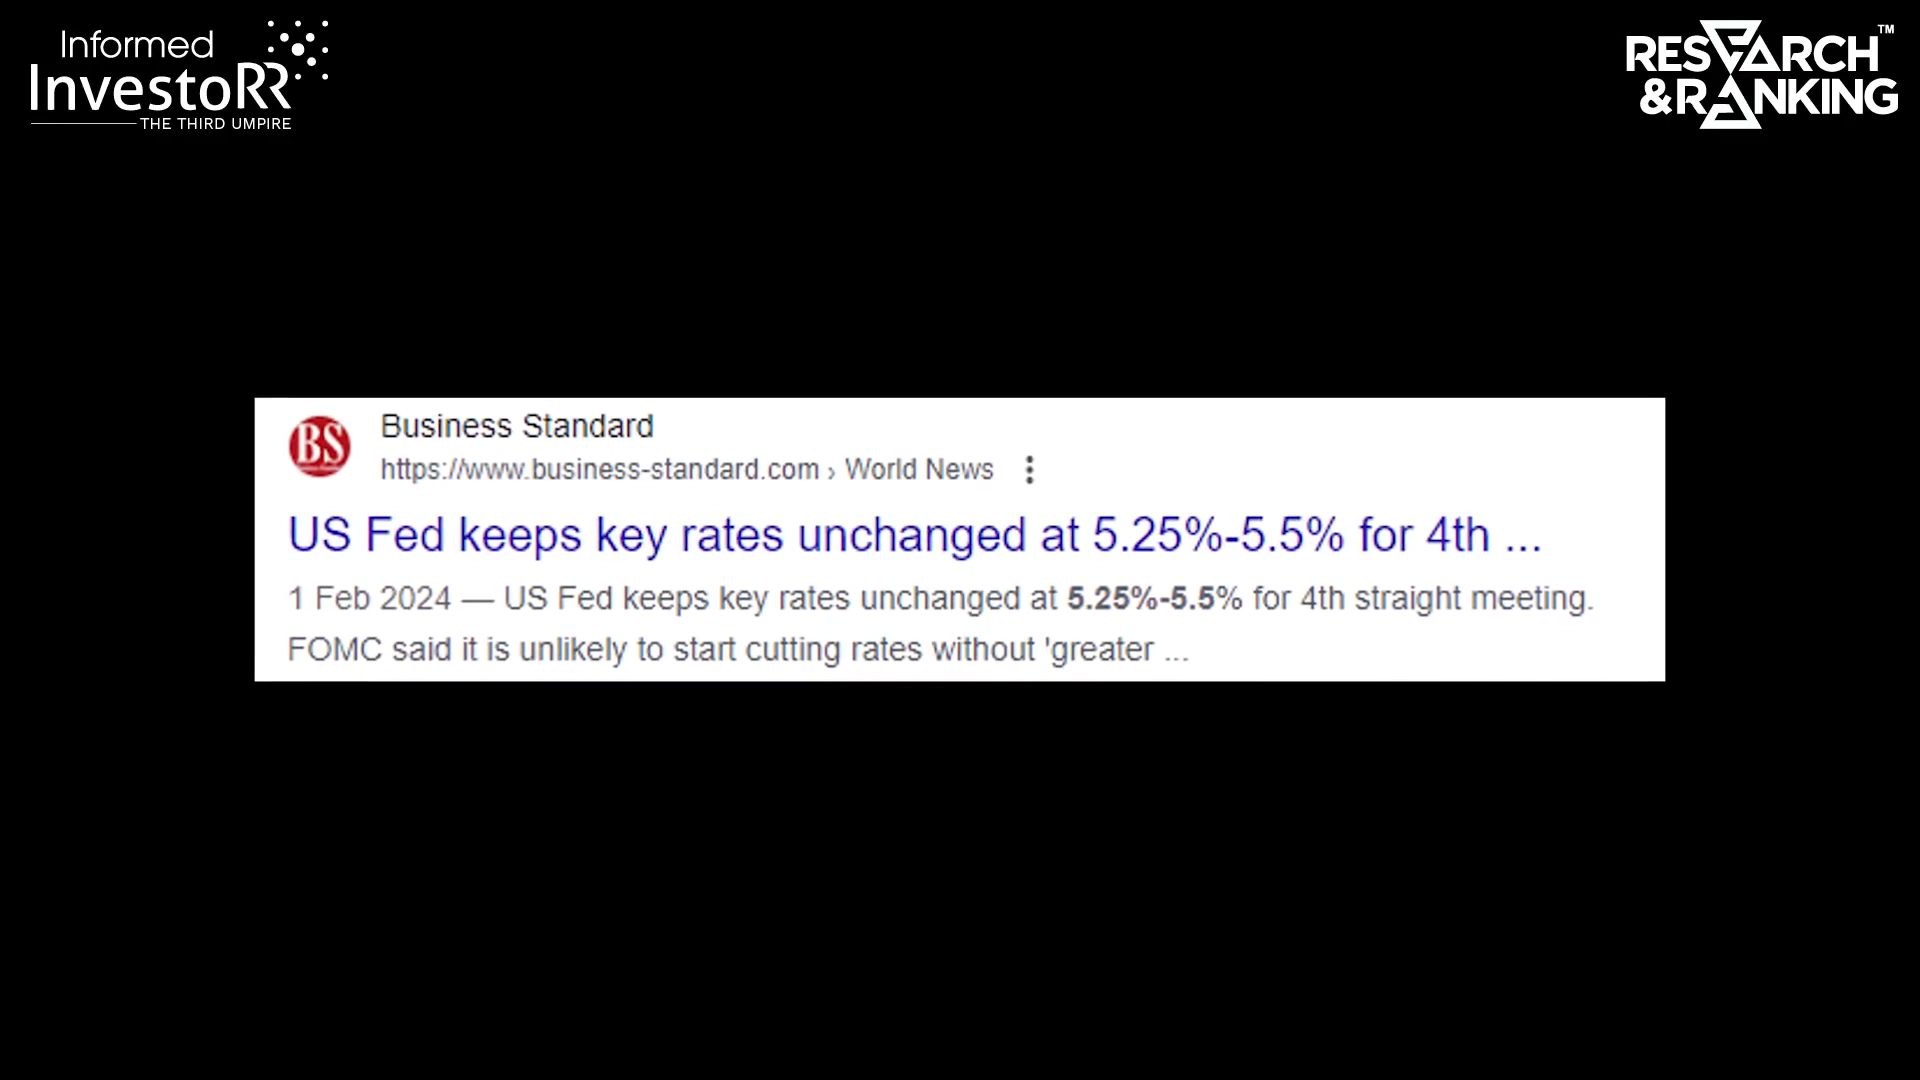 Informed
InvestoRR
THE THIRD UMPIRE
RESEARCH™
&RANKING
BS
Business Standard
https://www.business-standard.com › World News
US Fed keeps key rates unchanged at 5.25%-5.5% for 4th ...
1 Feb 2024 — US Fed keeps key rates unchanged at 5.25%-5.5% for 4th straight meeting.
FOMC said it is unlikely to start cutting rates without 'greater ...